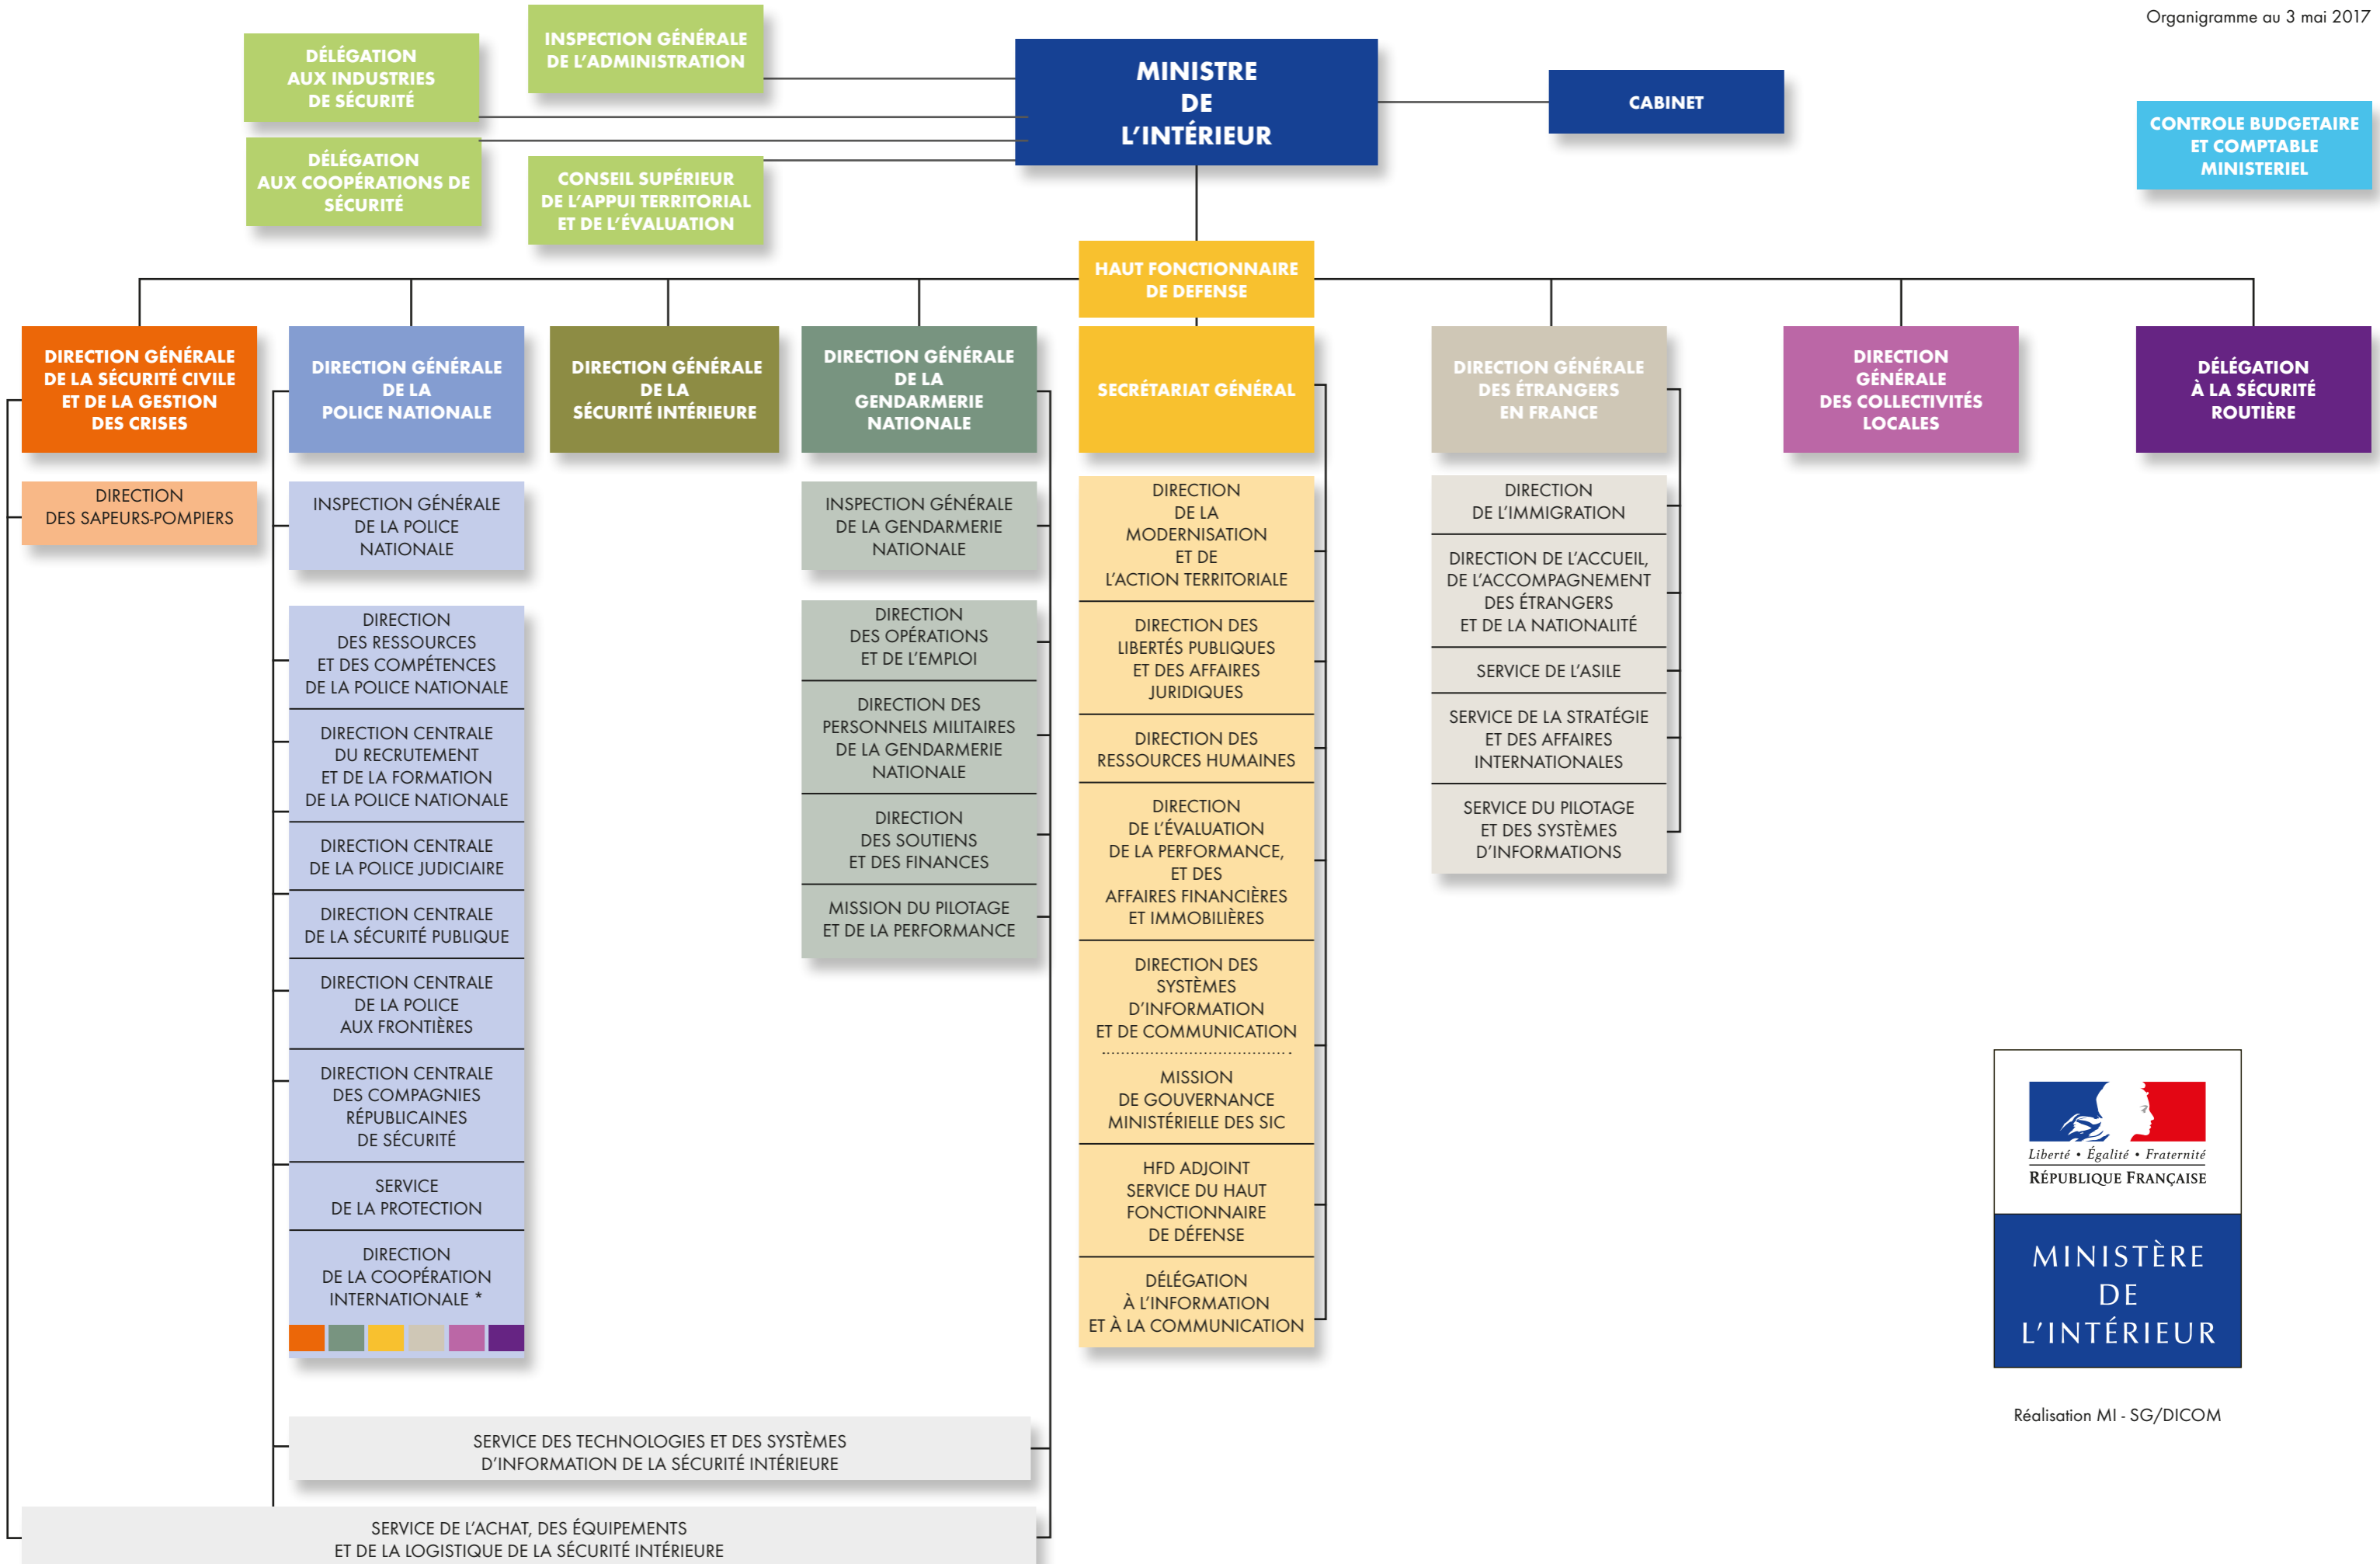 Organigramme au 3 mai 2017
INSPECTION GÉNÉRALE
DE L'ADMINISTRATION
DÉLÉGATION
AUX INDUSTRIES
DE SÉCURITÉ
MINISTRE
DE
L'INTÉRIEUR
CABINET
CONTROLE BUDGETAIRE
ET COMPTABLE
MINISTERIEL
DÉLÉGATION
AUX COOPÉRATIONS DE
SÉCURITÉ
CONSEIL SUPÉRIEUR
DE L'APPUI TERRITORIAL
ET DE L'ÉVALUATION
HAUT FONCTIONNAIRE
DE DEFENSE
DIRECTION GÉNÉRALE
DE LA SÉCURITÉ CIVILE
ET DE LA GESTION
DES CRISES
DIRECTION GÉNÉRALE
DE LA
POLICE NATIONALE
DIRECTION GÉNÉRALE
DE LA
SÉCURITÉ INTÉRIEURE
DIRECTION GÉNÉRALE
DE LA
GENDARMERIE
NATIONALE
SECRÉTARIAT GÉNÉRAL
DIRECTION GÉNÉRALE
DES ÉTRANGERS
EN FRANCE
DIRECTION
GÉNÉRALE
DES COLLECTIVITÉS
LOCALES
DÉLÉGATION
À LA SÉCURITÉ
ROUTIÈRE
DIRECTION
DES SAPEURS-POMPIERS
INSPECTION GÉNÉRALE
DE LA POLICE
NATIONALE
DIRECTION
DES RESSOURCES
ET DES COMPÉTENCES
DE LA POLICE NATIONALE
DIRECTION CENTRALE
DU RECRUTEMENT
ET DE LA FORMATION
DE LA POLICE NATIONALE
DIRECTION CENTRALE
DE LA POLICE JUDICIAIRE
DIRECTION CENTRALE
DE LA SÉCURITÉ PUBLIQUE
DIRECTION CENTRALE
DE LA POLICE
AUX FRONTIÈRES
DIRECTION CENTRALE
DES COMPAGNIES
RÉPUBLICAINES
DE SÉCURITÉ
SERVICE
DE LA PROTECTION
DIRECTION
DE LA COOPÉRATION
INTERNATIONALE *
INSPECTION GÉNÉRALE
DE LA GENDARMERIE
NATIONALE
DIRECTION
DES OPÉRATIONS
ET DE L'EMPLOI
DIRECTION DES
PERSONNELS MILITAIRES
DE LA GENDARMERIE
NATIONALE
DIRECTION
DES SOUTIENS
ET DES FINANCES
MISSION DU PILOTAGE
ET DE LA PERFORMANCE
DIRECTION
DE LA
MODERNISATION
ET DE
L'ACTION TERRITORIALE
DIRECTION DES
LIBERTÉS PUBLIQUES
ET DES AFFAIRES
JURIDIQUES
DIRECTION DES
RESSOURCES HUMAINES
DIRECTION
DE L'ÉVALUATION
DE LA PERFORMANCE,
ET DES
AFFAIRES FINANCIÈRES
ET IMMOBILIÈRES
DIRECTION DES
SYSTÈMES
D'INFORMATION
ET DE COMMUNICATION
MISSION
DE GOUVERNANCE
MINISTÉRIELLE DES SIC
HFD ADJOINT
SERVICE DU HAUT
FONCTIONNAIRE
DE DÉFENSE
DÉLÉGATION
À L'INFORMATION
ET À LA COMMUNICATION
DIRECTION
DE L'IMMIGRATION
DIRECTION DE L'ACCUEIL,
DE L'ACCOMPAGNEMENT
DES ÉTRANGERS
ET DE LA NATIONALITÉ
SERVICE DE L'ASILE
SERVICE DE LA STRATÉGIE
ET DES AFFAIRES
INTERNATIONALES
SERVICE DU PILOTAGE
ET DES SYSTÈMES
D'INFORMATIONS
SERVICE DES TECHNOLOGIES ET DES SYSTÈMES
D'INFORMATION DE LA SÉCURITÉ INTÉRIEURE
SERVICE DE L'ACHAT, DES ÉQUIPEMENTS
ET DE LA LOGISTIQUE DE LA SÉCURITÉ INTÉRIEURE
Liberté • Égalité • Fraternité
RÉPUBLIQUE FRANÇAISE
MINISTÈRE
DE
L'INTÉRIEUR
Réalisation MI - SG/DICOM